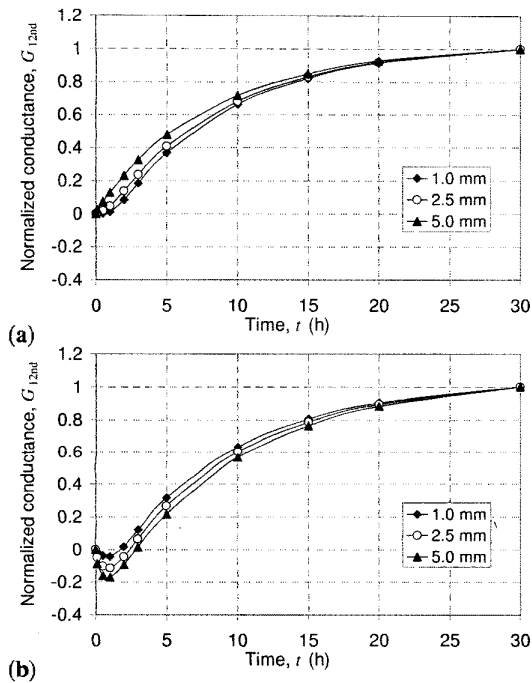 1.2
1
0.8
0.6
0.4
0.2
0
-0.2
-0.4
Normalized conductance, G12nd
1.0 mm
2.5 mm
5.0 mm
0 5 10 15 20 25 30
Time, t (h)
(a)
1.2
1
0.8
0.6
0.4
0.2
0
-0.2
-0.4
Normalized conductance, G12nd
1.0 mm
2.5 mm
5.0 mm
0 5 10 15 20 25 30
Time, t (h)
(b)